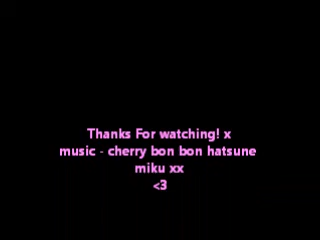 Thanks For watching! x
music - cherry bon bon hatsune
miku xx
<3